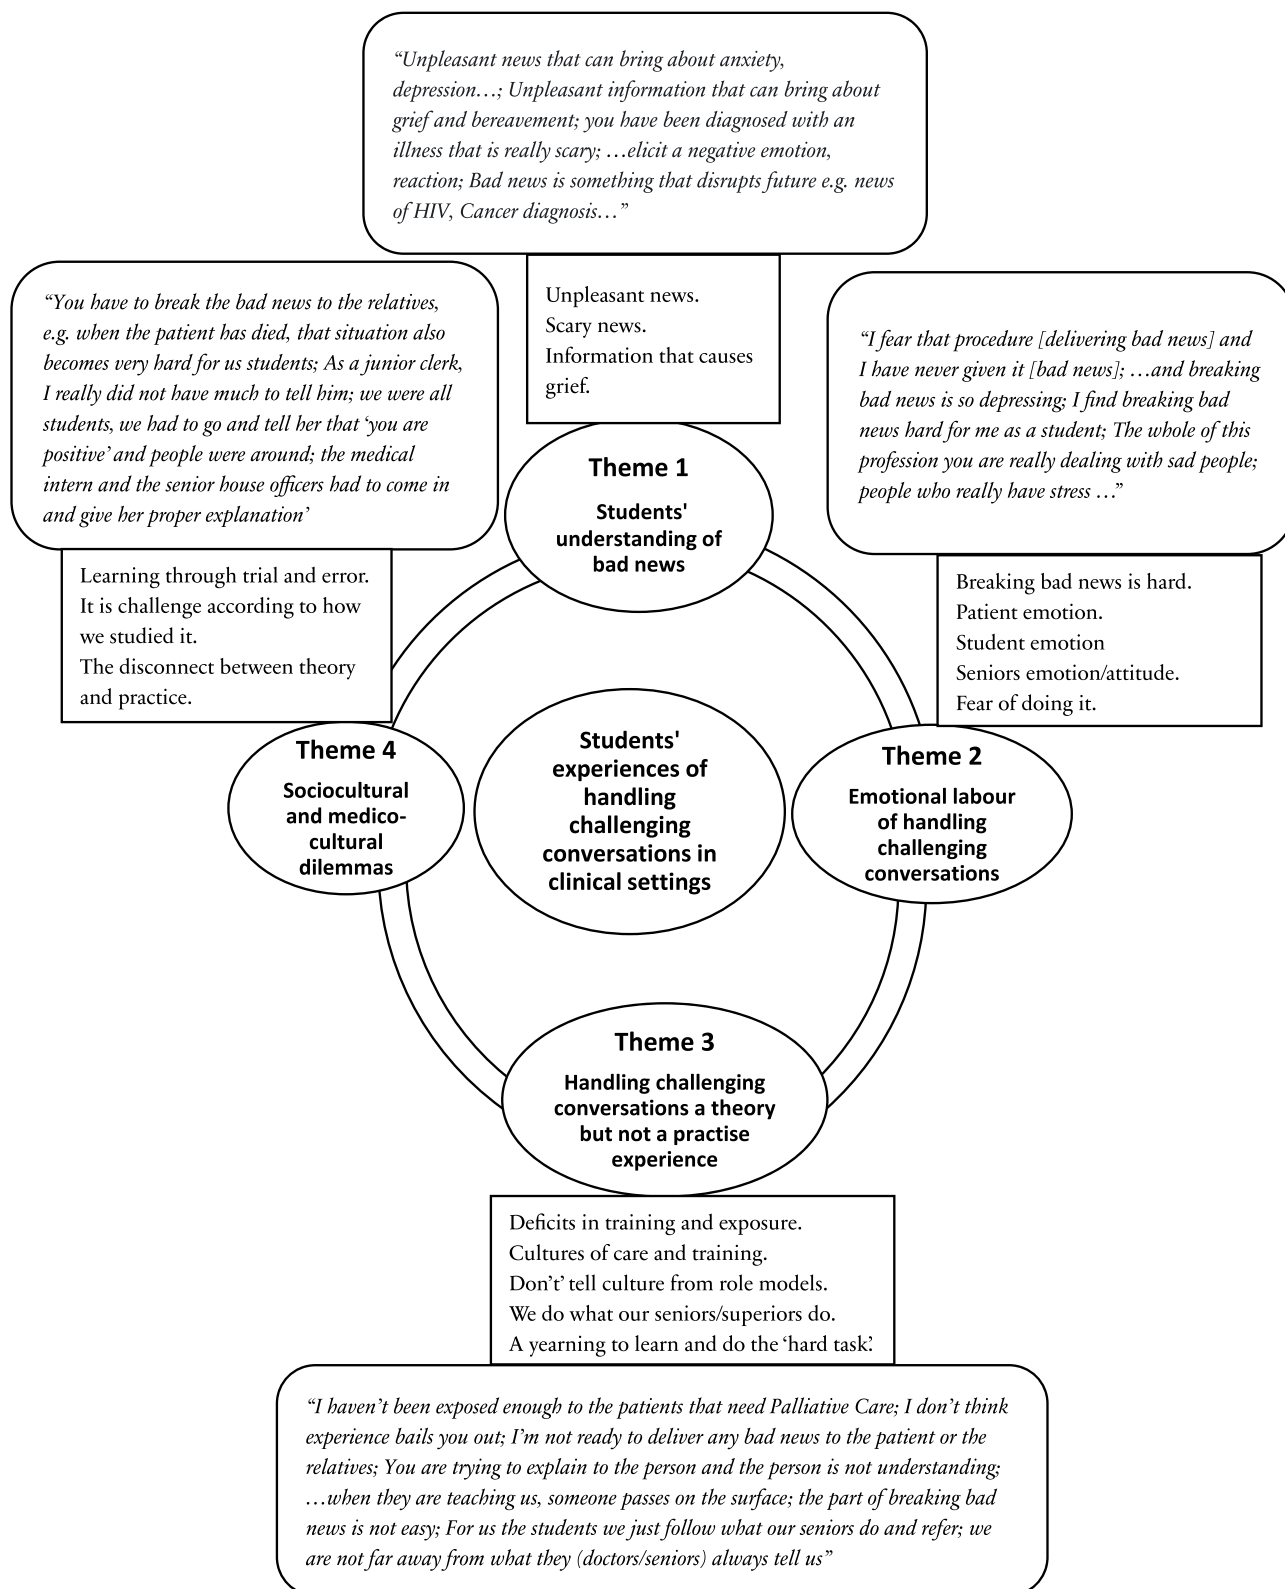 “Unpleasant news that can bring about anxiety,
depression…; Unpleasant information that can bring about
grief and bereavement; you have been diagnosed with an
illness that is really scary; …elicit a negative emotion,
reaction; Bad news is something that disrupts future e.g. news
of HIV, Cancer diagnosis…”
Unpleasant news.
Scary news.
Information that causes
grief.
Theme 1
Students'
understanding of
bad news
“I fear that procedure [delivering bad news] and
I have never given it [bad news]; …and breaking
bad news is so depressing; I find breaking bad
news hard for me as a student; The whole of this
profession you are really dealing with sad people;
people who really have stress …”
Breaking bad news is hard.
Patient emotion.
Student emotion
Seniors emotion/attitude.
Fear of doing it.
Theme 2
Emotional labour
of handling
challenging
conversations
“You have to break the bad news to the relatives,
e.g. when the patient has died, that situation also
becomes very hard for us students; As a junior clerk,
I really did not have much to tell him; we were all
students, we had to go and tell her that ‘you are
positive’ and people were around; the medical
intern and the senior house officers had to come in
and give her proper explanation’
Learning through trial and error.
It is challenge according to how
we studied it.
The disconnect between theory
and practice.
Theme 4
Sociocultural
and medico-
cultural
dilemmas
Students'
experiences of
handling
challenging
conversations in
clinical settings
Theme 3
Handling challenging
conversations a theory
but not a practise
experience
Deficits in training and exposure.
Cultures of care and training.
Don’t’ tell culture from role models.
We do what our seniors/superiors do.
A yearning to learn and do the ‘hard task’.
“I haven’t been exposed enough to the patients that need Palliative Care; I don’t think
experience bails you out; I’m not ready to deliver any bad news to the patient or the
relatives; You are trying to explain to the person and the person is not understanding;
…when they are teaching us, someone passes on the surface; the part of breaking bad
news is not easy; For us the students we just follow what our seniors do and refer; we
are not far away from what they (doctors/seniors) always tell us”